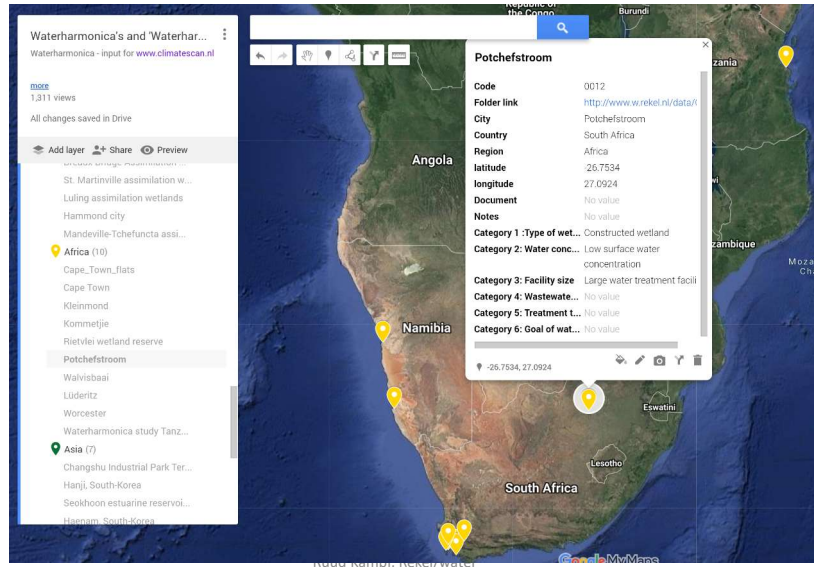 Waterharmonica's and 'Waterhar...
Waterharmonica - input for www.climatescan.nl
more
1,311 views
All changes saved in Drive
Add layer Share Preview
St. Martinville assimilation w...
Luling assimilation wetlands
Hammond city
Mandeville-Tchefuncta assi...
Africa (10)
Cape_Town_flats
Cape Town
Kleinmond
Kommetjie
Rietvlei wetland reserve
Potchefstroom
Walvisbaai
Lüderitz
Worcester
Waterharmonica study Tanz...
Asia (7)
Changshu Industrial Park Ter...
Hanji, South-Korea
Seokhoon estuarine reservoi...
Haenam, South-Korea
Potchefstroom
Code 0012
Folder link http://www.w.rekel.nl/data/
City Potchefstroom
Country South Africa
Region Africa
latitude -26.7534
longitude 27.0924
Document No value
Notes No value
Category 1 :Type of wet... Constructed wetland
Category 2: Water conc... Low surface water
concentration
Category 3: Facility size Large water treatment facili
Category 4: Wastewate... No value
Category 5: Treatment t... No value
Category 6: Goal of wat... No value
-26.7534, 27.0924
the Congo
Burundi
zania
Angola
zambique
Namibia
Eswatini
Lesotho
South Africa
Google My Maps